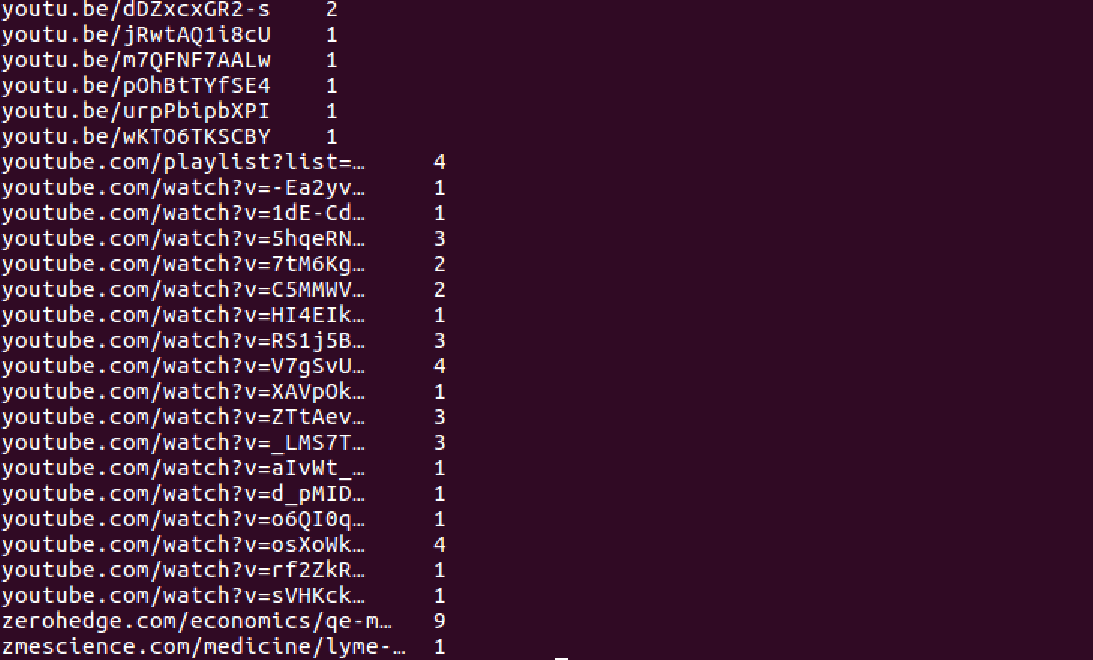 youtu.be/dDZxcxGR2-s 2
youtu.be/jRwtAQ1i8cU 1
youtu.be/m7QFNF7AALw 1
youtu.be/pOhBtTYfSE4 1
youtu.be/urpPbipbXPI 1
youtu.be/wKTO6TKSCBY 1
youtube.com/playlist?list=… 4
youtube.com/watch?v=-Ea2yv… 1
youtube.com/watch?v=1dE-Cd… 1
youtube.com/watch?v=5hqeRN… 3
youtube.com/watch?v=7tM6Kg… 2
youtube.com/watch?v=C5MMWV… 2
youtube.com/watch?v=HI4EIk… 1
youtube.com/watch?v=RS1j5B… 3
youtube.com/watch?v=V7gSvU… 4
youtube.com/watch?v=XAVpOk… 1
youtube.com/watch?v=ZTtAev… 3
youtube.com/watch?v=_LMS7T… 3
youtube.com/watch?v=aIvWt_… 1
youtube.com/watch?v=d_pMID… 1
youtube.com/watch?v=o6QI0q… 1
youtube.com/watch?v=osXoWk… 4
youtube.com/watch?v=rf2ZkR… 1
youtube.com/watch?v=sVHKck… 1
zerohedge.com/economics/qe-m… 9
zmescience.com/medicine/lyme-… 1